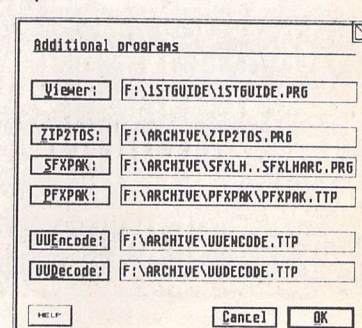 Additional programs
Viewer: F:\1STGUIDE\1STGUIDE.PRG
ZIP2TOS: F:\ARCHIVE\ZIP2TOS.PRG
SFXPAK: F:\ARCHIVE\SFXLH..SFXLHARC.PRG
PFXPAK: F:\ARCHIVE\PFXPAK\PFXPAK.TTP
UUEncode: F:\ARCHIVE\UUENCODE.TTP
UUDecode: F:\ARCHIVE\UUDECODE.TTP
HELP Cancel OK